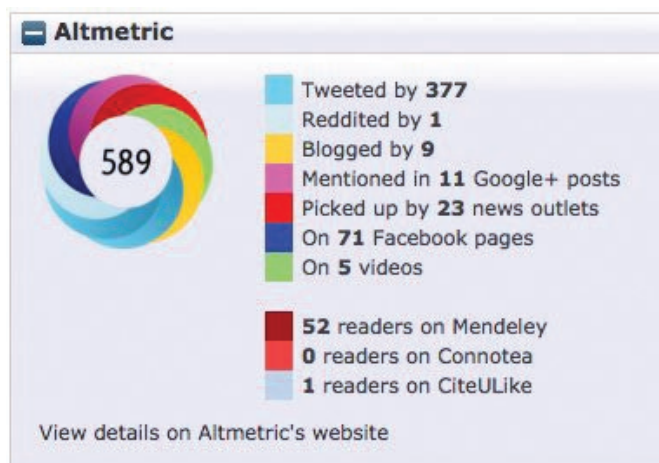 Altmetric
589
Tweeted by 377
Reddited by 1
Blogged by 9
Mentioned in 11 Google+ posts
Picked up by 23 news outlets
On 71 Facebook pages
On 5 videos
52 readers on Mendeley
0 readers on Connotea
1 readers on CiteULike
View details on Altmetric's website